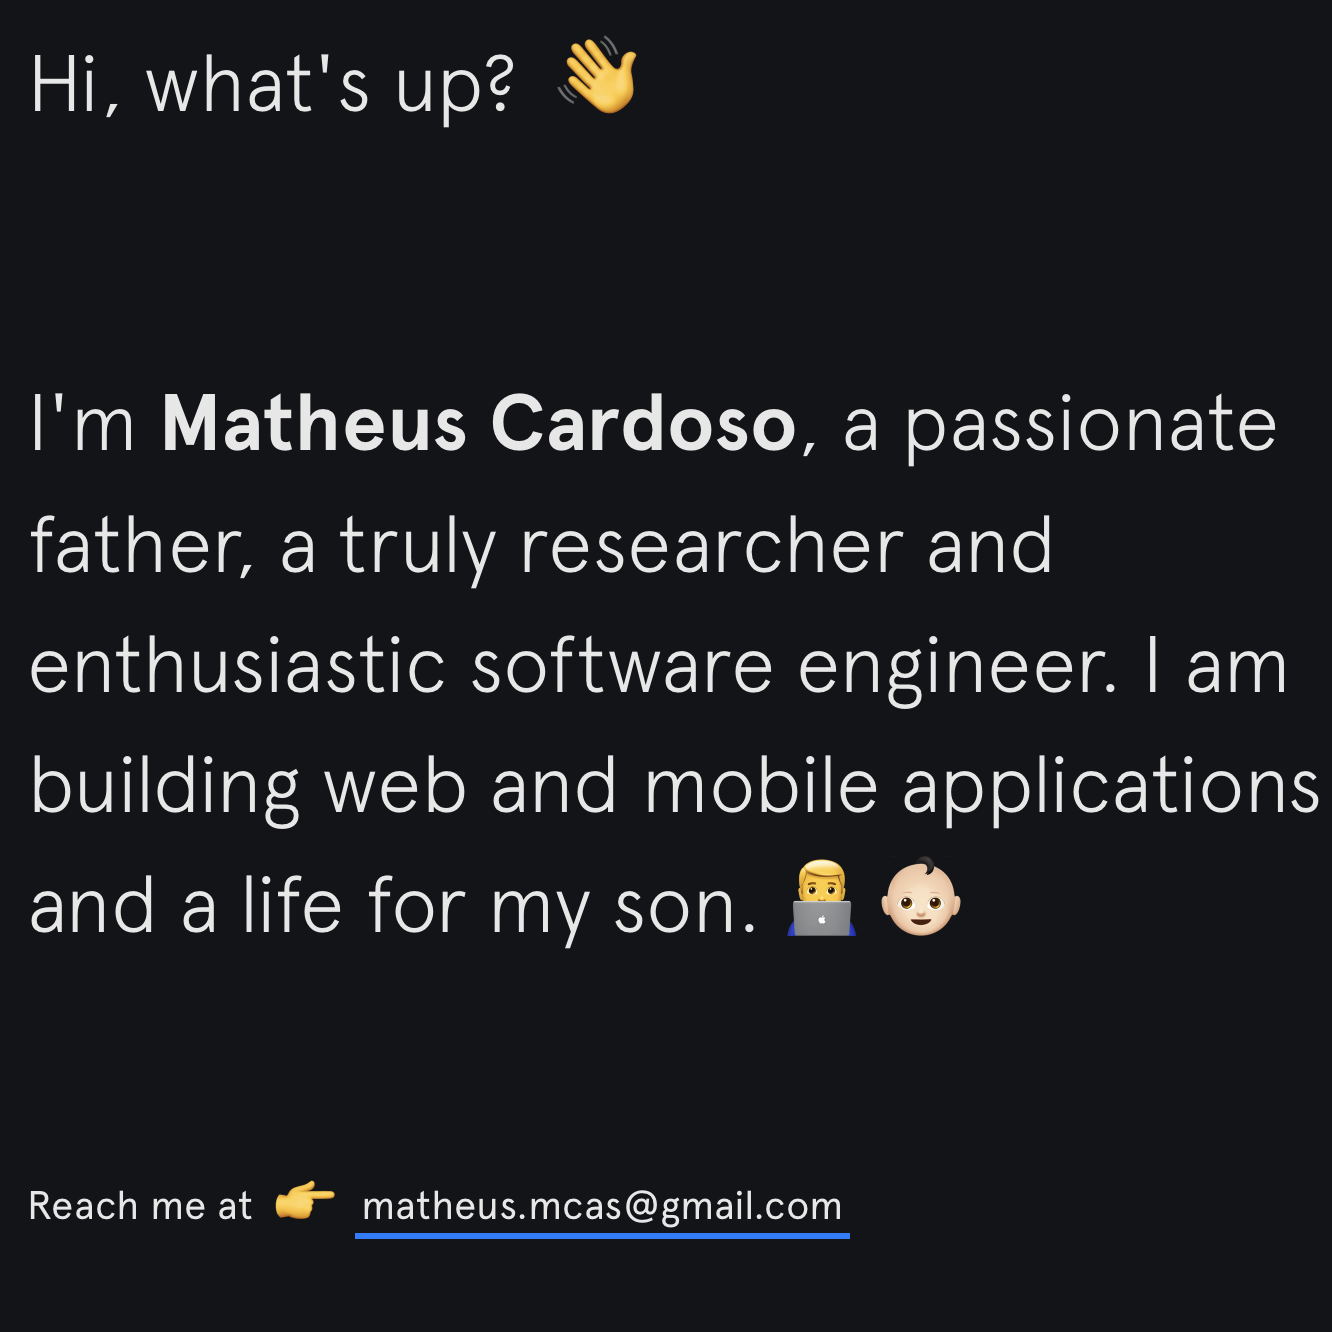 Hi, what's up? 👋
I'm Matheus Cardoso, a passionate
father, a truly researcher and
enthusiastic software engineer. I am
building web and mobile applications
and a life for my son. 👨‍💻 👶🏻
Reach me at 👉 matheus.mcas@gmail.com